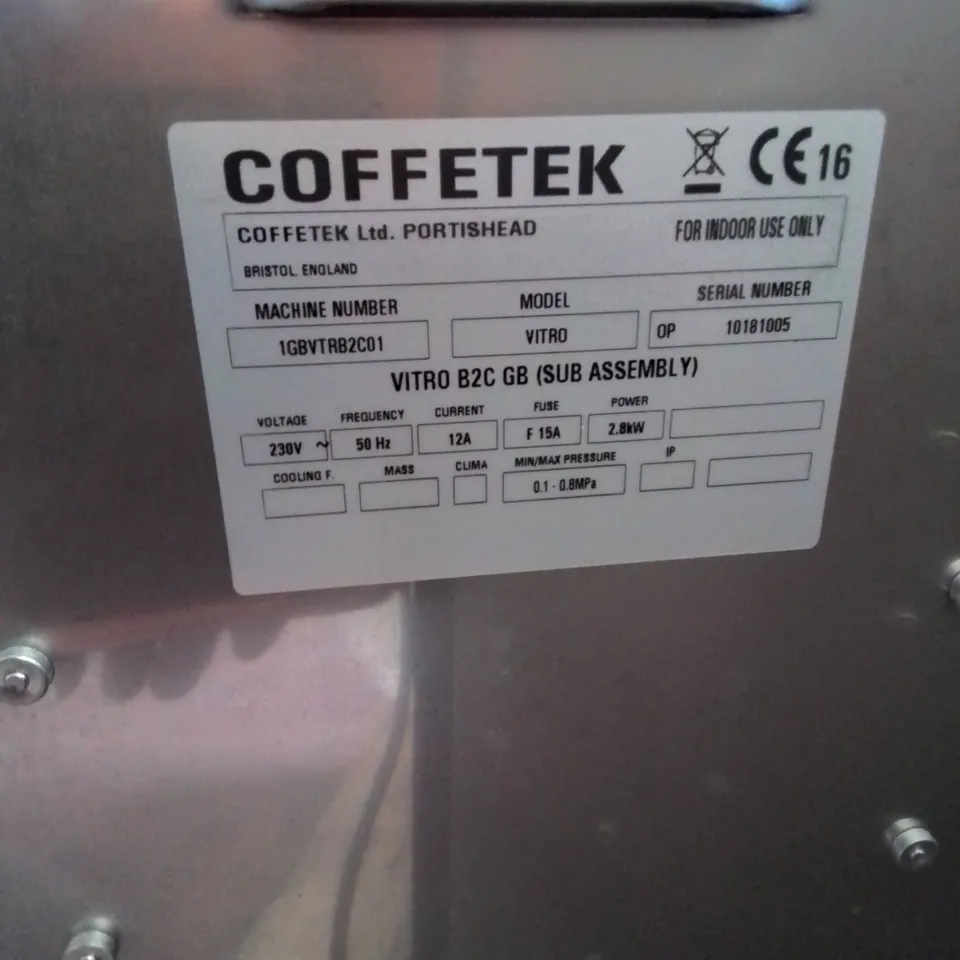 COFFETEK CE 16
COFFETEK Ltd. PORTISHEAD FOR INDOOR USE ONLY
BRISTOL. ENGLAND
MACHINE NUMBER MODEL SERIAL NUMBER
1GBVTRB2C01 VITRO OP 10181005
VITRO B2C GB (SUB ASSEMBLY)
VOLTAGE FREQUENCY CURRENT FUSE POWER
230V ~ 50 Hz 12A F 15A 2.8kW
COOLING F. MASS CLIMA MIN/MAX PRESSURE IP
0.1 - 0.8MPa